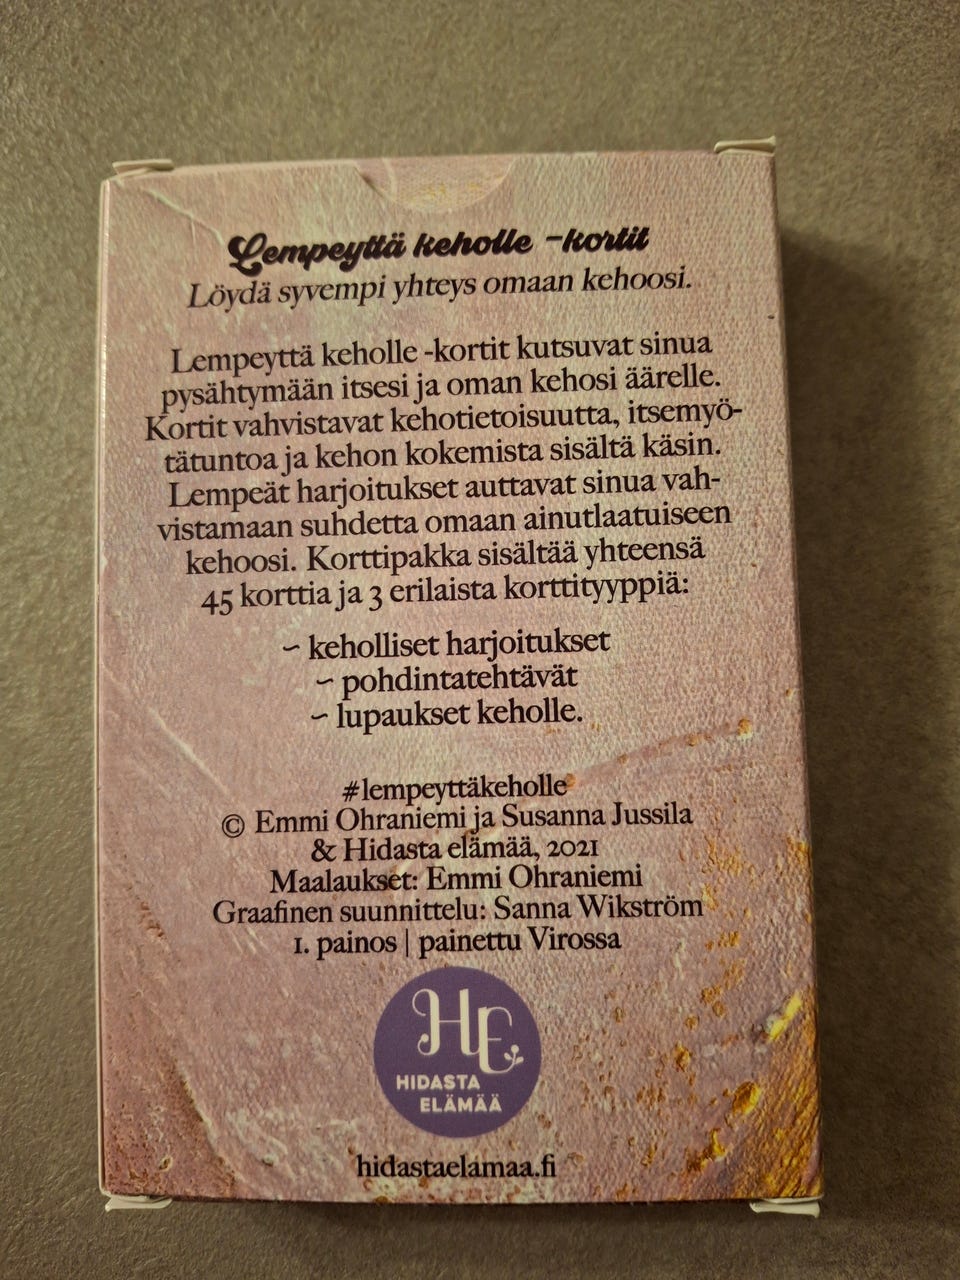 Lempeyttä keholle -kortit
Löydä syvempi yhteys omaan kehoosi.
Lempeyttä keholle -kortit kutsuvat sinua
pysähtymään itsesi ja oman kehosi äärelle.
Kortit vahvistavat kehotietoisuutta, itsemyö-
tätuntoa ja kehon kokemista sisältä käsin.
Lempeät harjoitukset auttavat sinua vah-
vistamaan suhdetta omaan ainutlaatuiseen
kehoosi. Korttipakka sisältää yhteensä
45 korttia ja 3 erilaista korttityyppiä:
~ keholliset harjoitukset
~ pohdintatehtävät
~ lupaukset keholle.
#lempeyttäkeholle
© Emmi Ohraniemi ja Susanna Jussila
& Hidasta elämää, 2021
Maalaukset: Emmi Ohraniemi
Graafinen suunnittelu: Sanna Wikström
1. painos | painettu Virossa
HE
HIDASTA
ELÄMÄÄ
hidastaelamaa.fi